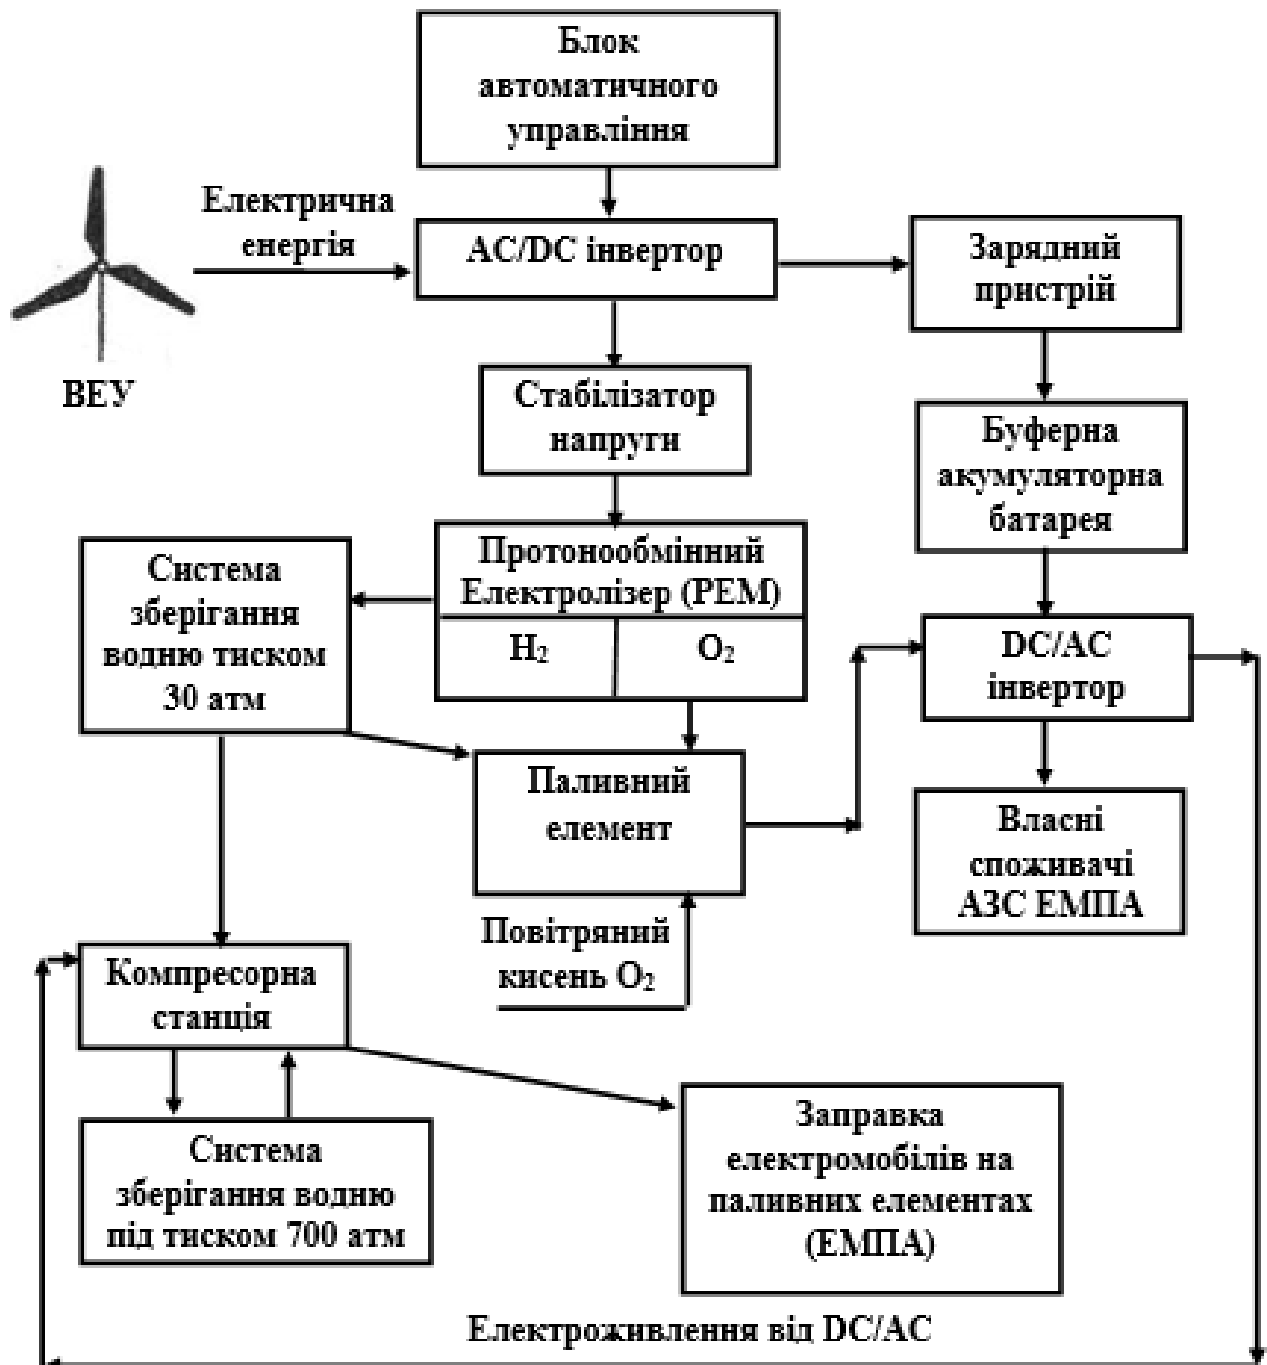 Блок
автоматичного
управління
Електрична
енергія
AC/DC інвертор
Зарядний
пристрій
ВЕУ
Стабілізатор
напруги
Буферна
акумуляторна
батарея
Протонообмінний
Електролізер (PEM)
H₂
O₂
Система
зберігання
водню тиском
30 атм
DC/AC
інвертор
Паливний
елемент
Власні
споживачі
АЗС ЕМПА
Повітряний
кисень O₂
Компресорна
станція
Система
зберігання водню
під тиском 700 атм
Заправка
електромобілів на
паливних елементах
(ЕМПА)
Електроживлення від DC/AC